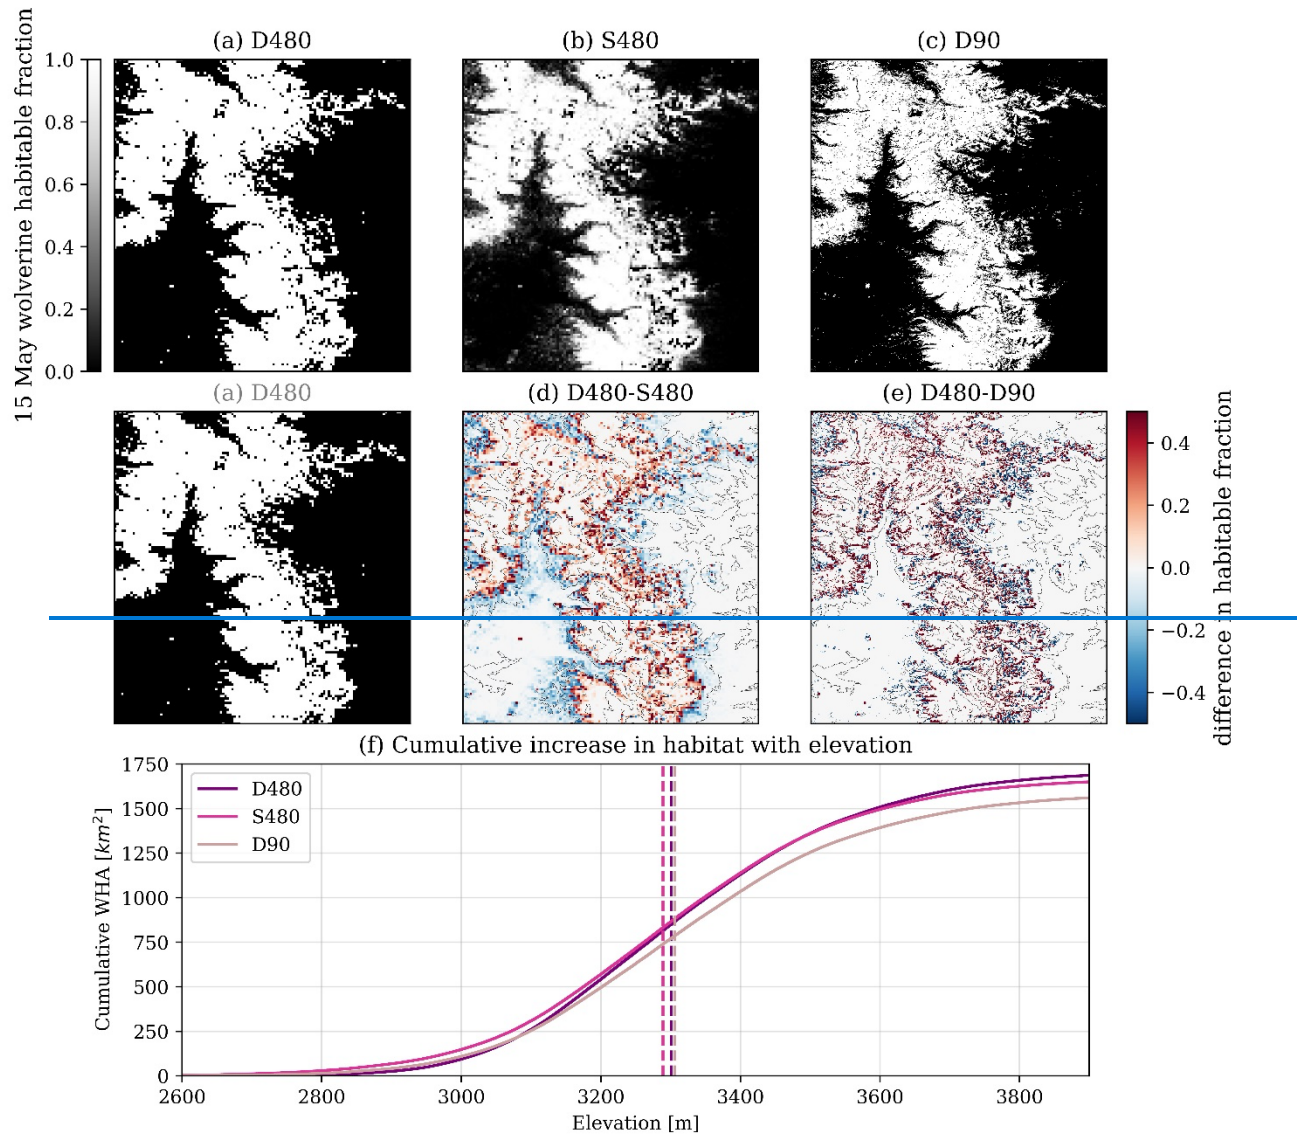 (a) D480
(b) S480
(c) D90
15 May wolverine habitable fraction
1.0
0.8
0.6
0.4
0.2
0.0
(a) D480
(d) D480-S480
(e) D480-D90
0.4
0.2
0.0
−0.2
−0.4
difference in habitable fraction
(f) Cumulative increase in habitat with elevation
Cumulative WHA [km²]
1750
1500
1250
1000
750
500
250
0
D480
S480
D90
2600 2800 3000 3200 3400 3600 3800
Elevation [m]